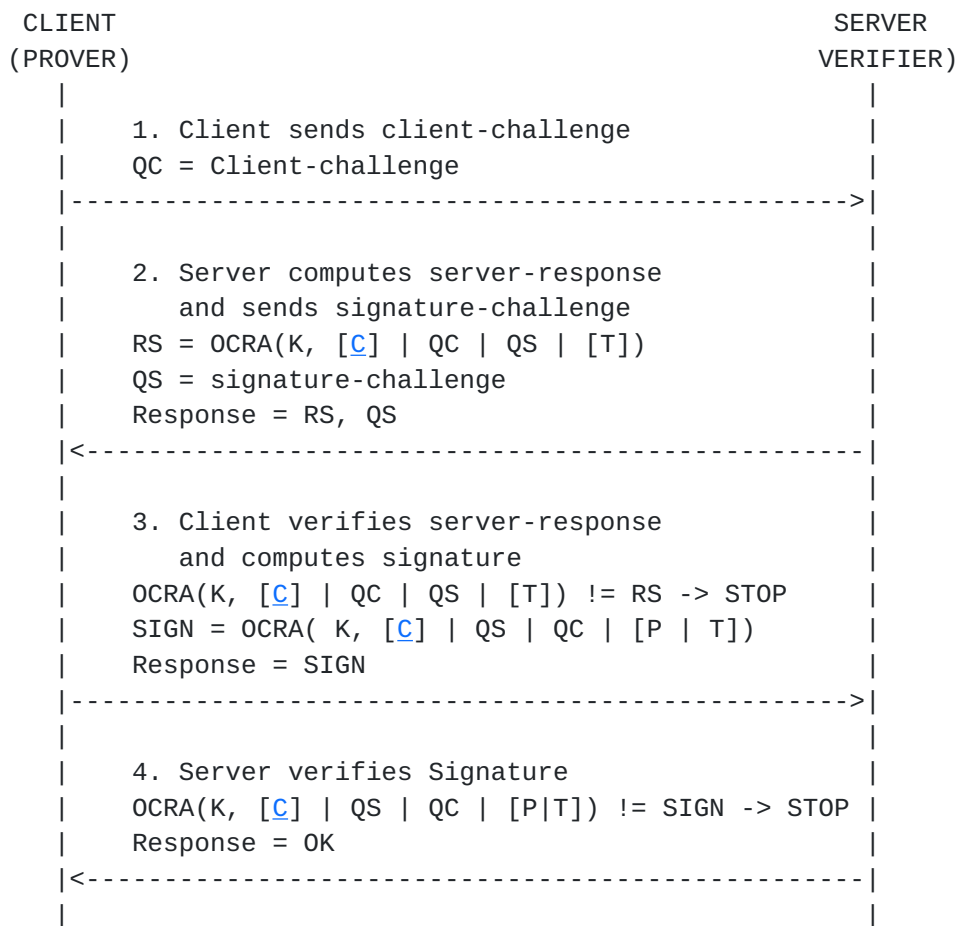 CLIENT                                              SERVER
(PROVER)                                            VERIFIER)
   |                                                    |
   |    1. Client sends client-challenge                |
   |    QC = Client-challenge                           |
   |-------------------------------------------------->|
   |                                                    |
   |    2. Server computes server-response              |
   |       and sends signature-challenge                |
   |    RS = OCRA(K, [C] | QC | QS | [T])               |
   |    QS = signature-challenge                        |
   |    Response = RS, QS                               |
   |<--------------------------------------------------|
   |                                                    |
   |    3. Client verifies server-response              |
   |       and computes signature                       |
   |    OCRA(K, [C] | QC | QS | [T]) != RS -> STOP      |
   |    SIGN = OCRA( K, [C] | QS | QC | [P | T])        |
   |    Response = SIGN                                 |
   |-------------------------------------------------->|
   |                                                    |
   |    4. Server verifies Signature                    |
   |    OCRA(K, [C] | QS | QC | [P|T]) != SIGN -> STOP |
   |    Response = OK                                   |
   |<--------------------------------------------------|
   |                                                    |